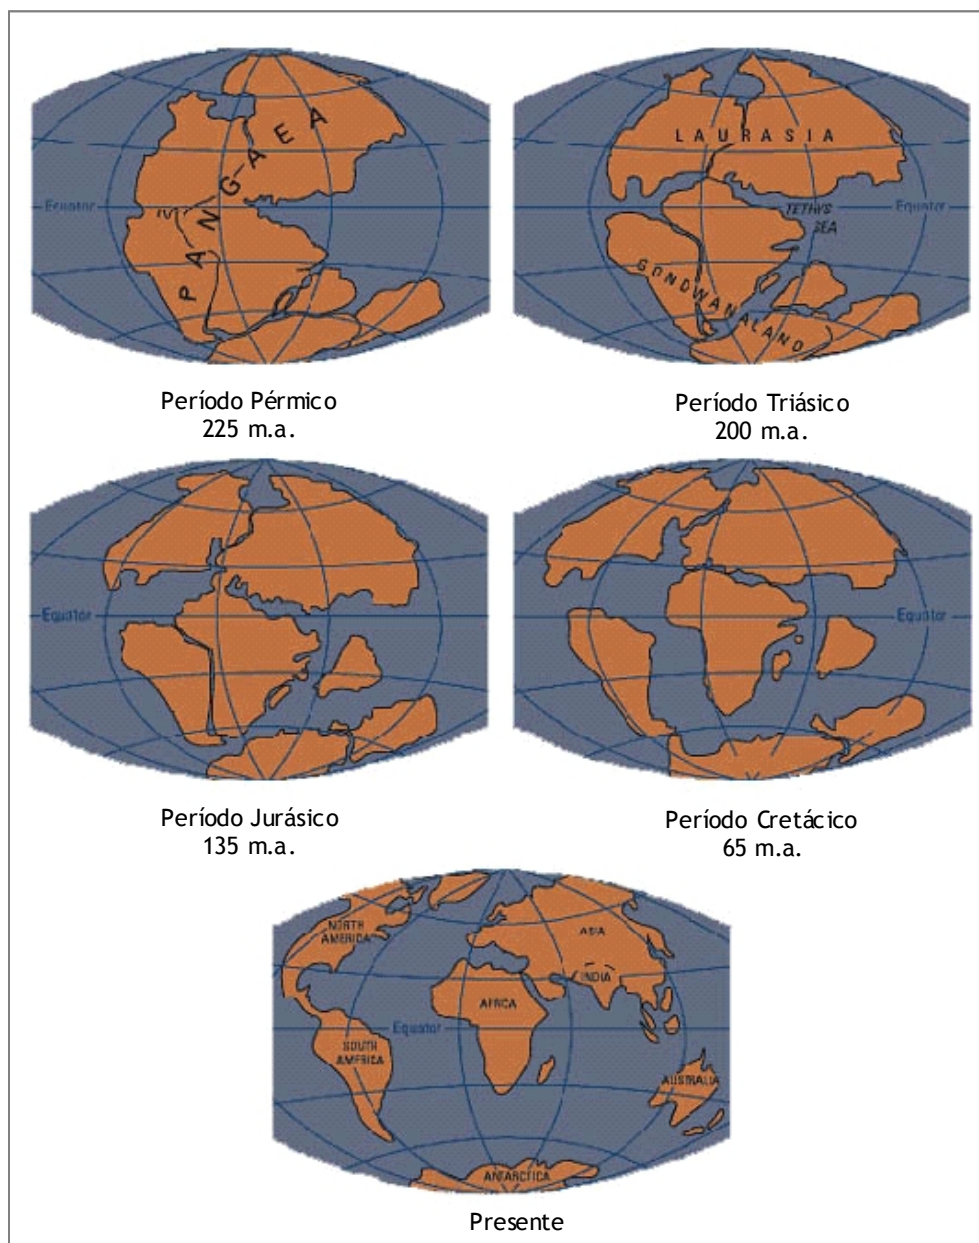 PANGAEA
Equator
Período Pérmico
225 m.a.
LAURASIA
TETHYS
SEA
Equator
GONDWANALAND
Período Triásico
200 m.a.
Equator
Período Jurásico
135 m.a.
Equator
Período Cretácico
65 m.a.
NORTH
AMERICA
ASIA
INDIA
AFRICA
Equator
SOUTH
AMERICA
AUSTRALIA
ANTARCTICA
Presente